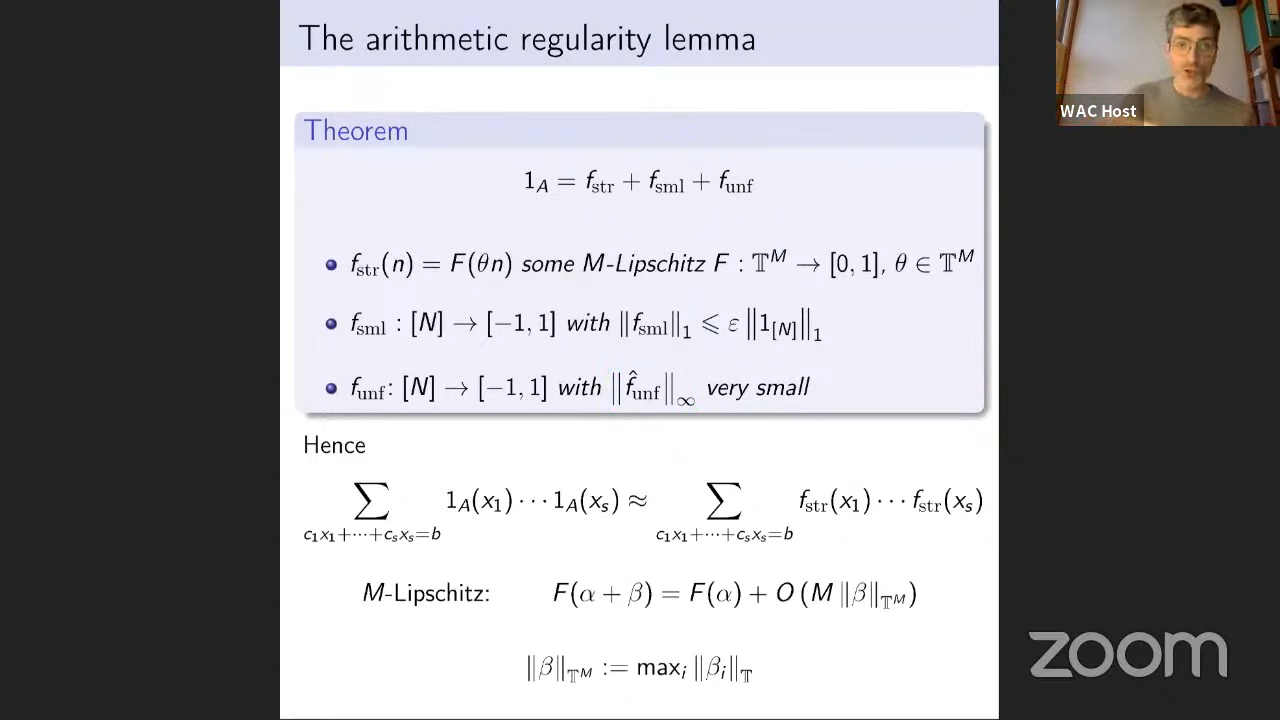 The arithmetic regularity lemma
WAC Host
Theorem
1_A = f_str + f_sml + f_unf
f_str(n) = F(θn) some M-Lipschitz F : 𝕋^M → [0, 1], θ ∈ 𝕋^M
f_sml : [N] → [−1, 1] with ‖f_sml‖_1 ⩽ ε ‖1_[N]‖_1
f_unf : [N] → [−1, 1] with ‖f̂_unf‖_∞ very small
Hence
∑_{c_1x_1+⋯+c_sx_s=b} 1_A(x_1) ⋯ 1_A(x_s) ≈ ∑_{c_1x_1+⋯+c_sx_s=b} f_str(x_1) ⋯ f_str(x_s)
M-Lipschitz: F(α + β) = F(α) + O (M ‖β‖_{𝕋^M})
‖β‖_{𝕋^M} := max_i ‖β_i‖_𝕋
zoom